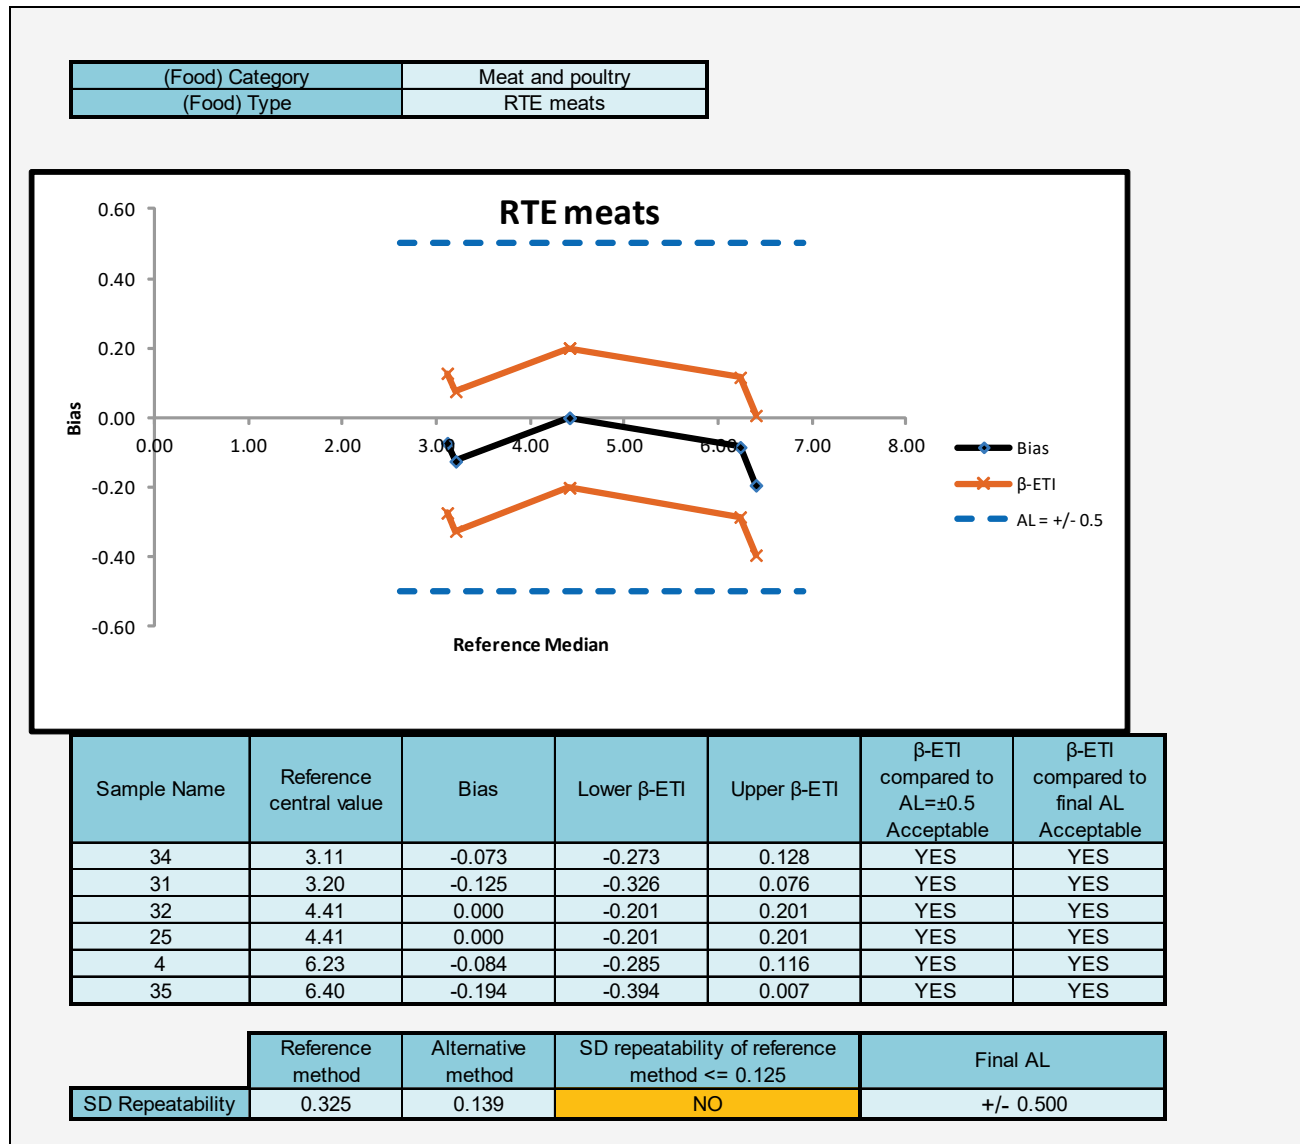 (Food) Category Meat and poultry
(Food) Type RTE meats
RTE meats
0.60
0.40
0.20
0.00
-0.20
-0.40
-0.60
Bias
0.00 1.00 2.00 3.00 4.00 5.00 6.00 7.00 8.00
Reference Median
Bias
β-ETI
AL = +/- 0.5
Sample Name Reference central value Bias Lower β-ETI Upper β-ETI β-ETI compared to AL=±0.5 Acceptable β-ETI compared to final AL Acceptable
34 3.11 -0.073 -0.273 0.128 YES YES
31 3.20 -0.125 -0.326 0.076 YES YES
32 4.41 0.000 -0.201 0.201 YES YES
25 4.41 0.000 -0.201 0.201 YES YES
4 6.23 -0.084 -0.285 0.116 YES YES
35 6.40 -0.194 -0.394 0.007 YES YES
Reference method Alternative method SD repeatability of reference method <= 0.125 Final AL
SD Repeatability 0.325 0.139 NO +/- 0.500